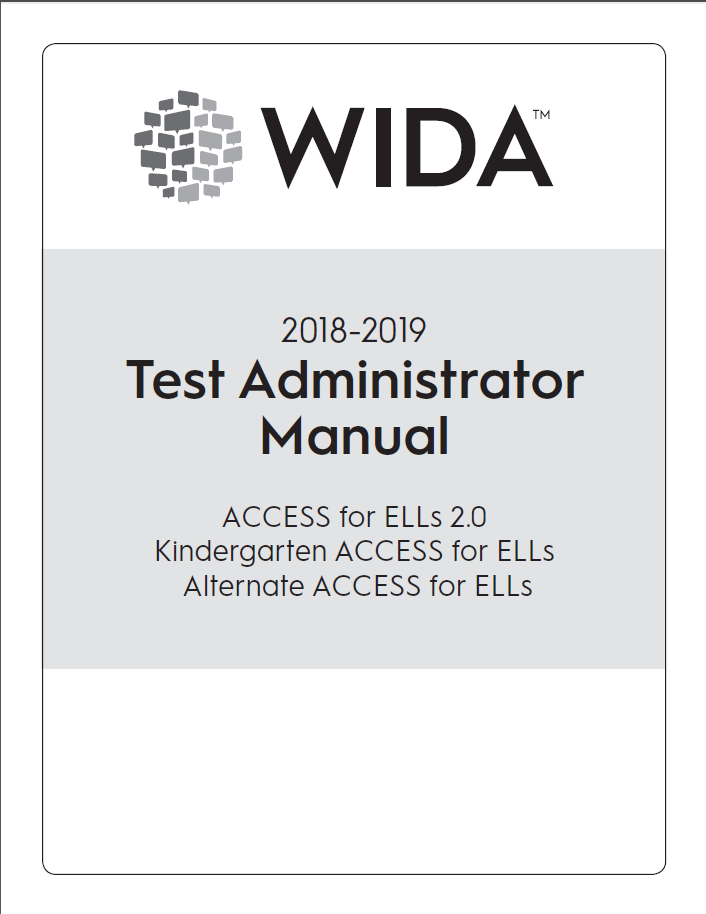 WIDA™
2018-2019
Test Administrator
Manual
ACCESS for ELLs 2.0
Kindergarten ACCESS for ELLs
Alternate ACCESS for ELLs